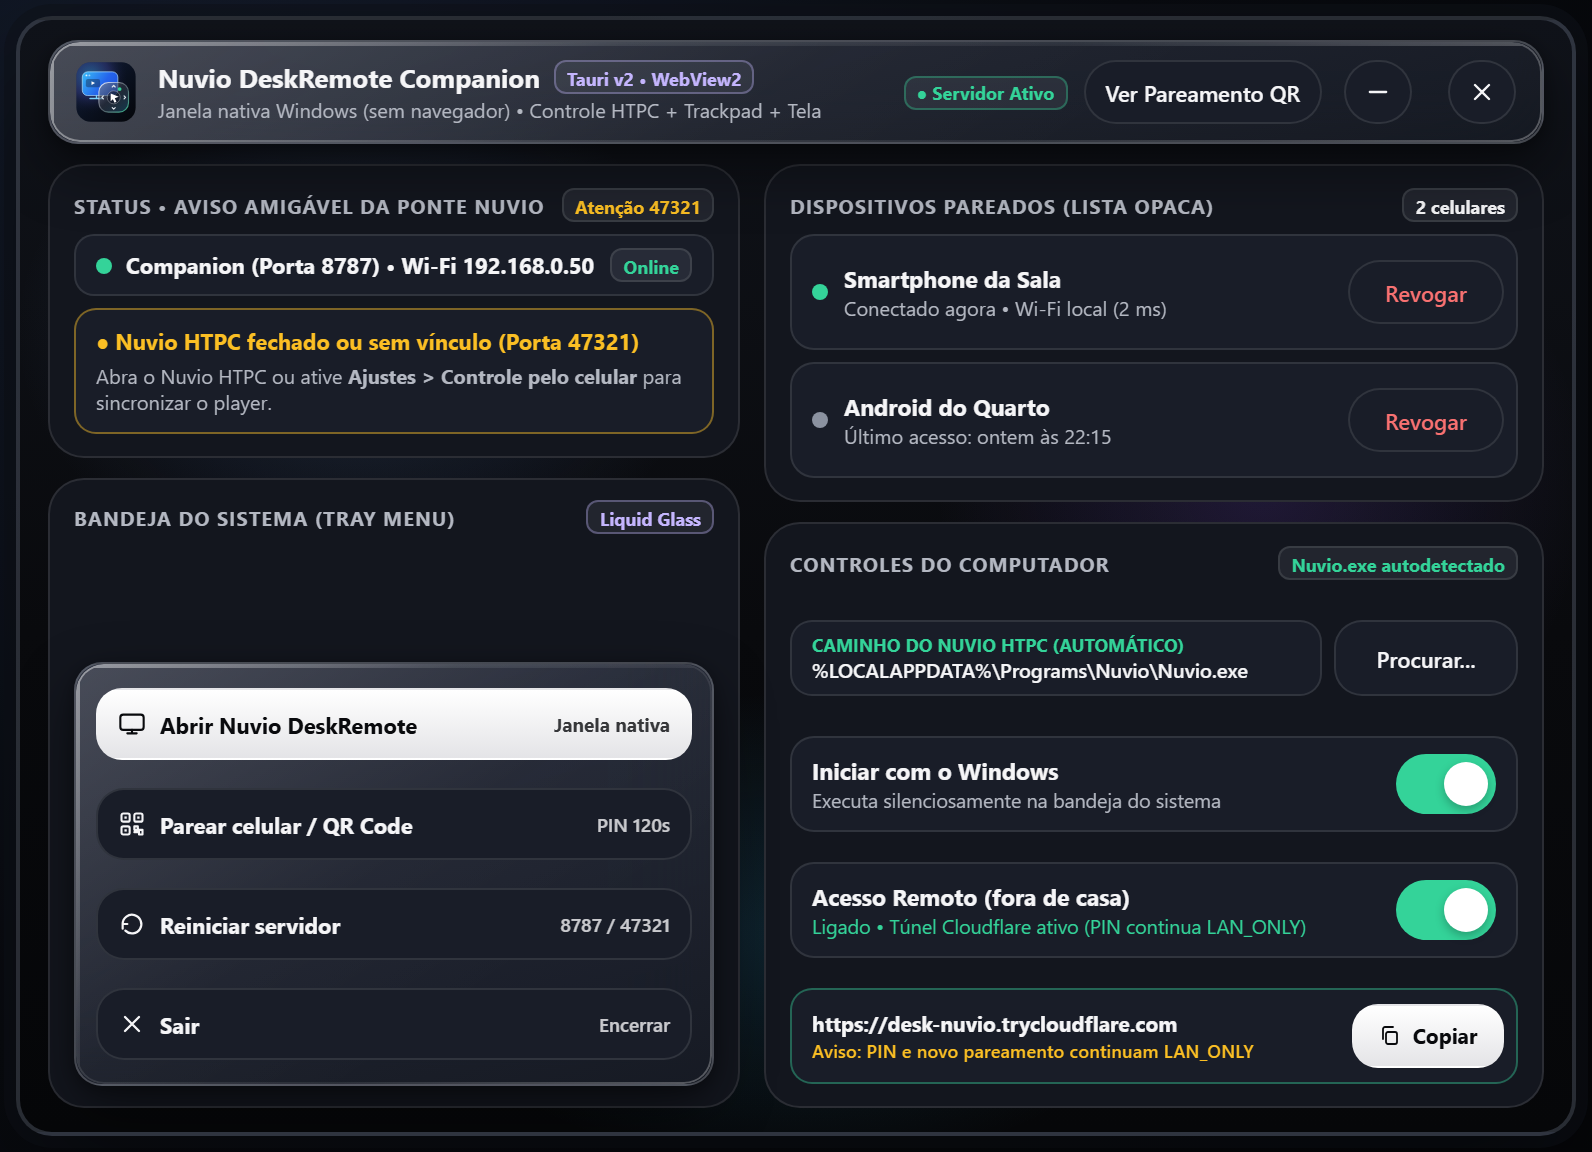 Nuvio DeskRemote Companion
Tauri v2 • WebView2
Janela nativa Windows (sem navegador) • Controle HTPC + Trackpad + Tela
• Servidor Ativo
Ver Pareamento QR
STATUS • AVISO AMIGÁVEL DA PONTE NUVIO
Atenção 47321
Companion (Porta 8787) • Wi-Fi 192.168.0.50
Online
• Nuvio HTPC fechado ou sem vínculo (Porta 47321)
Abra o Nuvio HTPC ou ative Ajustes > Controle pelo celular para
sincronizar o player.
BANDEJA DO SISTEMA (TRAY MENU)
Liquid Glass
Abrir Nuvio DeskRemote
Janela nativa
Parear celular / QR Code
PIN 120s
Reiniciar servidor
8787 / 47321
Sair
Encerrar
DISPOSITIVOS PAREADOS (LISTA OPACA)
2 celulares
Smartphone da Sala
Conectado agora • Wi-Fi local (2 ms)
Revogar
Android do Quarto
Último acesso: ontem às 22:15
Revogar
CONTROLES DO COMPUTADOR
Nuvio.exe autodetectado
CAMINHO DO NUVIO HTPC (AUTOMÁTICO)
%LOCALAPPDATA%\Programs\Nuvio\Nuvio.exe
Procurar...
Iniciar com o Windows
Executa silenciosamente na bandeja do sistema
Acesso Remoto (fora de casa)
Ligado • Túnel Cloudflare ativo (PIN continua LAN_ONLY)
https://desk-nuvio.trycloudflare.com
Aviso: PIN e novo pareamento continuam LAN_ONLY
Copiar